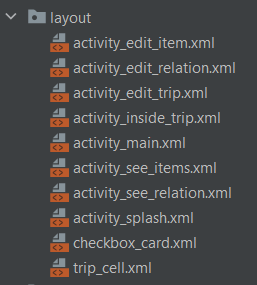 layout
activity_edit_item.xml
activity_edit_relation.xml
activity_edit_trip.xml
activity_inside_trip.xml
activity_main.xml
activity_see_items.xml
activity_see_relation.xml
activity_splash.xml
checkbox_card.xml
trip_cell.xml